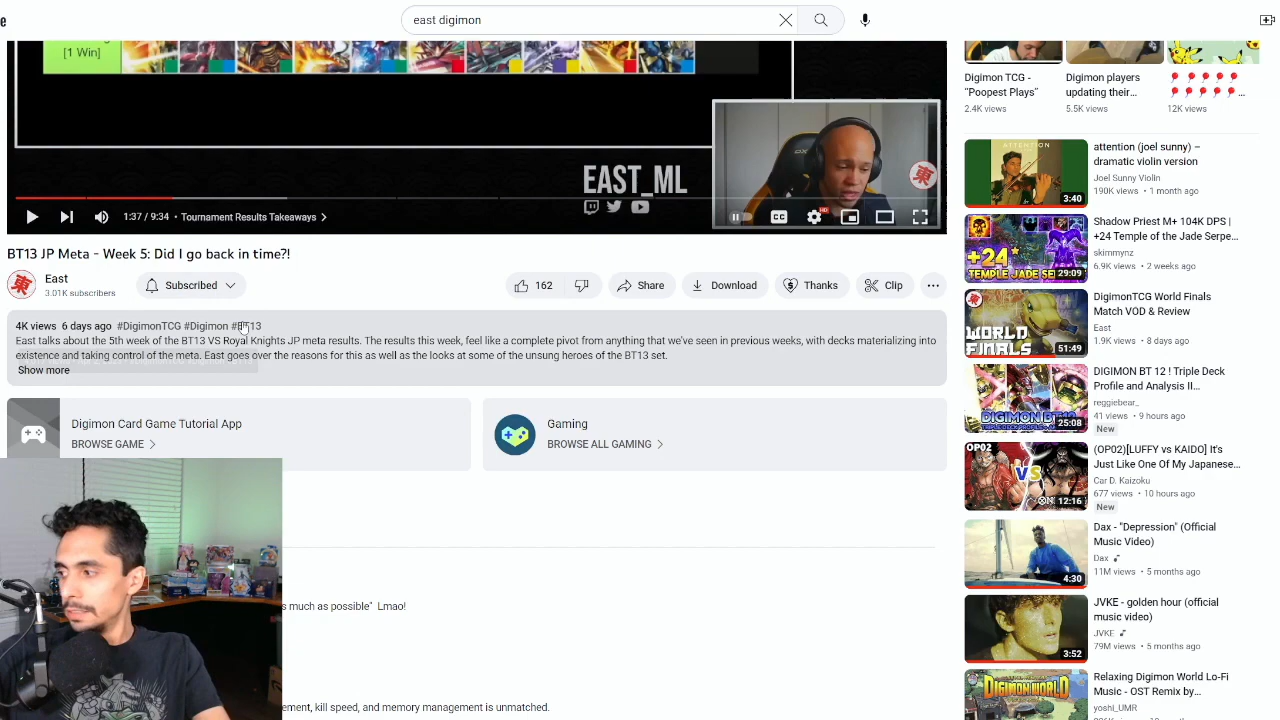 e
east digimon
[1 Win]
EAST_ML
1:37 / 9:34 • Tournament Results Takeaways
HD
CC
BT13 JP Meta - Week 5: Did I go back in time?!
East
3.01K subscribers
Subscribed
162
Share
Download
Thanks
Clip
4K views 6 days ago #DigimonTCG #Digimon #BT13
East talks about the 5th week of the BT13 VS Royal Knights JP meta results. The results this week, feel like a complete pivot from anything that we've seen in previous weeks, with decks materializing into
existence and taking control of the meta. East goes over the reasons for this as well as the looks at some of the unsung heroes of the BT13 set.
Show more
Digimon Card Game Tutorial App
BROWSE GAME
Gaming
BROWSE ALL GAMING
s much as possible" Lmao!
ement, kill speed, and memory management is unmatched.
Digimon TCG -
"Poopest Plays"
2.4K views
Digimon players
updating their...
5.5K views
🎈🎈🎈🎈🎈
🎈🎈🎈🎈🎈...
12K views
ATTENTION
3:40
attention (joel sunny) –
dramatic violin version
Joel Sunny Violin
190K views • 1 month ago
+24
TEMPLE JADE SE
29:09
Shadow Priest M+ 104K DPS |
+24 Temple of the Jade Serpe...
skimmynz
6.9K views • 2 weeks ago
東
WORLD
FINALS
51:49
DigimonTCG World Finals
Match VOD & Review
East
1.9K views • 8 days ago
DIGIMON BT12
25:08
DIGIMON BT 12 ! Triple Deck
Profile and Analysis II...
reggiebear_
41 views • 9 hours ago
New
OP02
VS
12:16
(OP02)[LUFFY vs KAIDO] It's
Just Like One Of My Japanese...
Car D. Kaizoku
677 views • 10 hours ago
New
4:30
Dax - "Depression" (Official
Music Video)
Dax
11M views • 5 months ago
3:52
JVKE - golden hour (official
music video)
JVKE
79M views • 5 months ago
DIGIMON WORLD
Relaxing Digimon World Lo-Fi
Music - OST Remix by...
yoshi_UMR